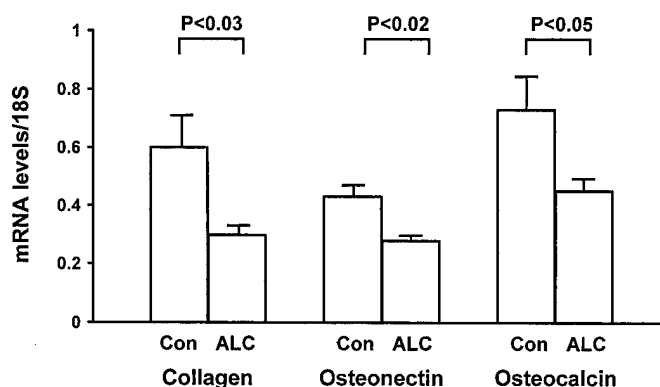 P<0.03 P<0.02 P<0.05
1
0.8
0.6
0.4
0.2
0
mRNA levels/18S
Con ALC Con ALC Con ALC
Collagen Osteonectin Osteocalcin